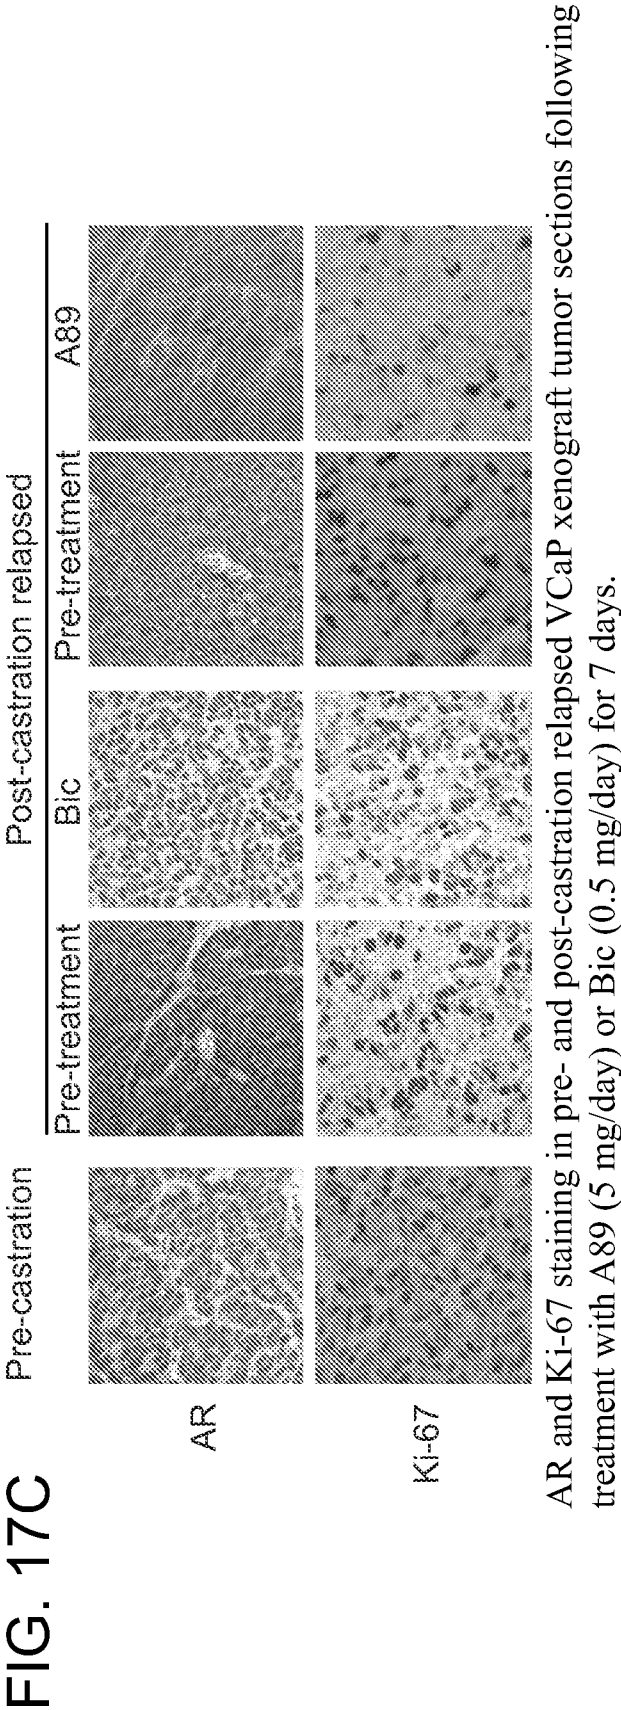 FIG. 17C
Pre-castration
Post-castration relapsed
Pre-treatment
Bic
Pre-treatment
A89
AR
Ki-67
AR and Ki-67 staining in pre- and post-castration relapsed VCaP xenograft tumor sections following
treatment with A89 (5 mg/day) or Bic (0.5 mg/day) for 7 days.